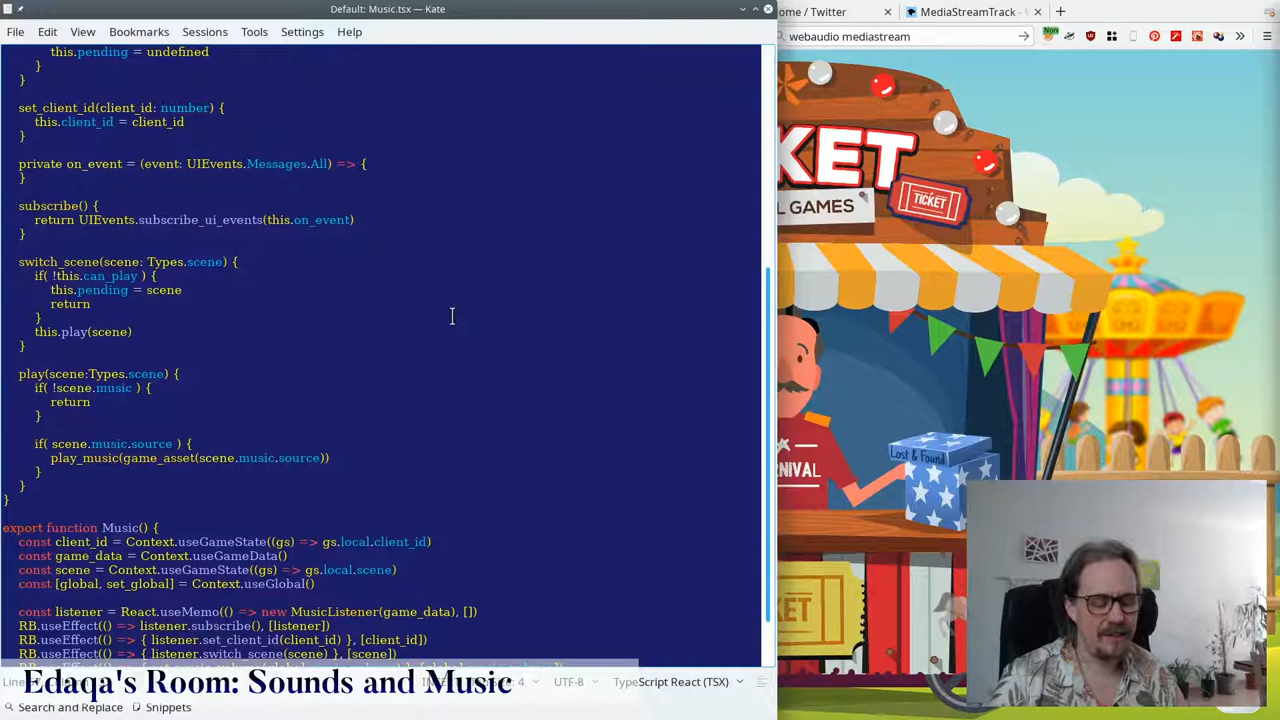 Default: Music.tsx — Kate
ome / Twitter
MediaStreamTrack -
File Edit View Bookmarks Sessions Tools Settings Help
webaudio mediastream
this.pending = undefined
}
}
set_client_id(client_id: number) {
this.client_id = client_id
}
private on_event = (event: UIEvents.Messages.All) => {
}
subscribe() {
return UIEvents.subscribe_ui_events(this.on_event)
}
switch_scene(scene: Types.scene) {
if( !this.can_play ) {
this.pending = scene
return
}
this.play(scene)
}
play(scene:Types.scene) {
if( !scene.music ) {
return
}
if( scene.music.source ) {
play_music(game_asset(scene.music.source))
}
}
}
export function Music() {
const client_id = Context.useGameState((gs) => gs.local.client_id)
const game_data = Context.useGameData()
const scene = Context.useGameState((gs) => gs.local.scene)
const [global, set_global] = Context.useGlobal()
const listener = React.useMemo(() => new MusicListener(game_data), [])
RB.useEffect(() => listener.subscribe(), [listener])
RB.useEffect(() => { listener.set_client_id(client_id) }, [client_id])
RB.useEffect(() => { listener.switch_scene(scene) }, [scene])
KET
TICKET
L GAMES
Lost & Found
RNIVAL
KET
Edaqa's Room: Sounds and Music
UTF-8
TypeScript React (TSX)
Search and Replace Snippets